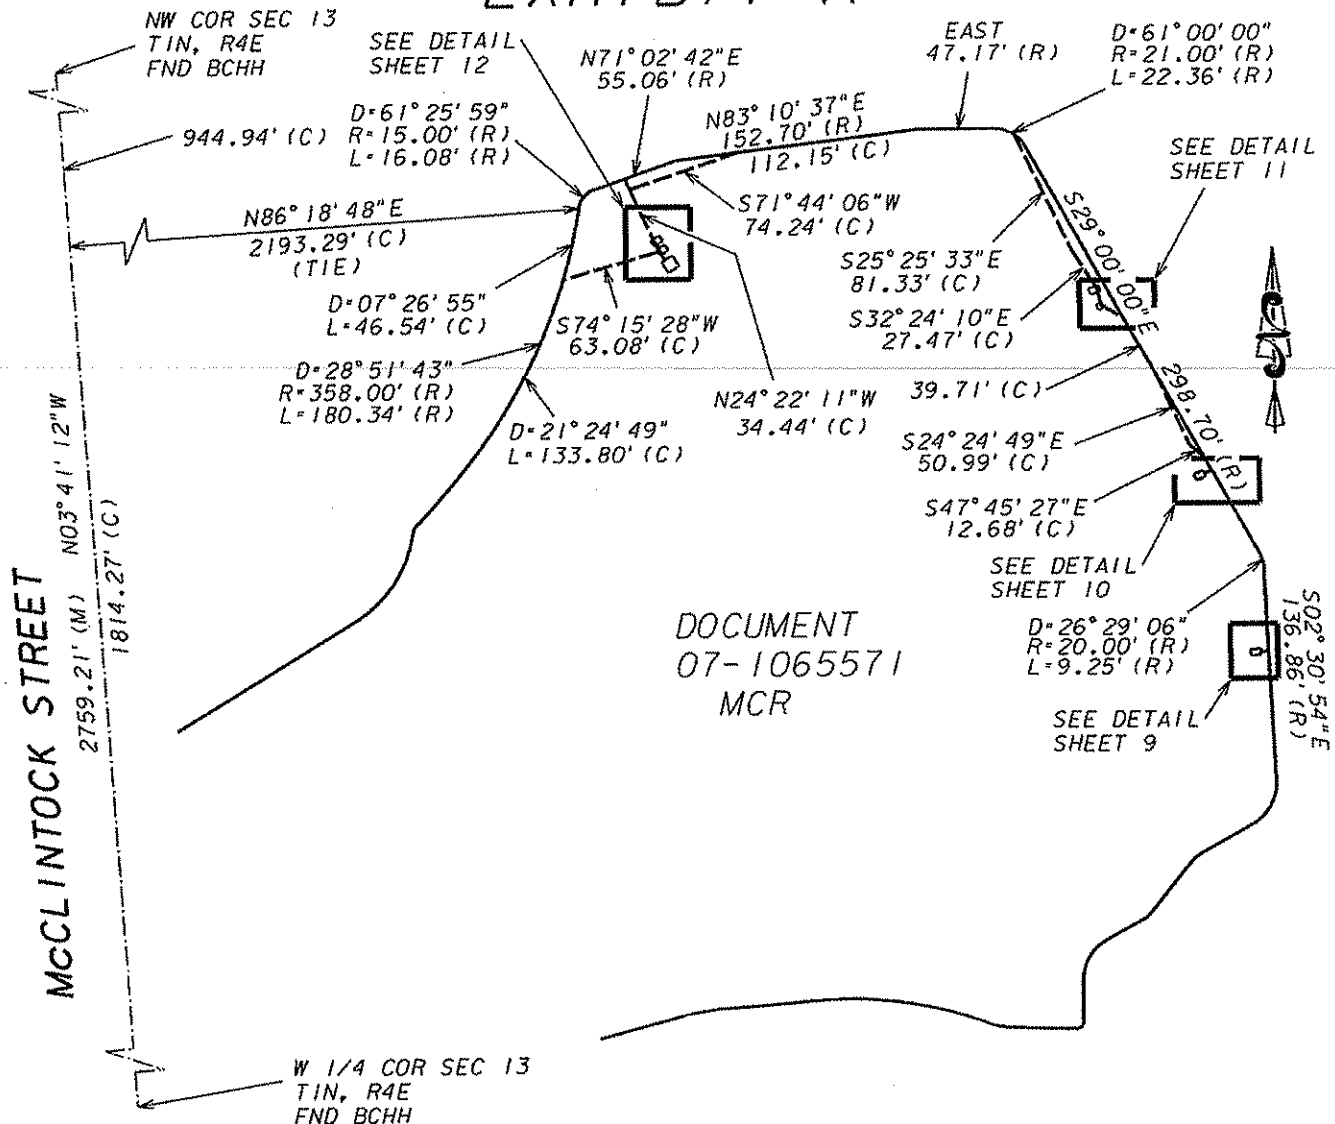 EXHIBIT "A"
NW COR SEC 13
T1N, R4E
FND BCHH
SEE DETAIL
SHEET 12
N71°02'42"E
55.06' (R)
EAST
47.17' (R)
D=61°00'00"
R=21.00' (R)
L=22.36' (R)
944.94' (C)
D=61°25'59"
R=15.00' (R)
L=16.08' (R)
N83°10'37"E
152.70' (R)
112.15' (C)
SEE DETAIL
SHEET 11
N86°18'48"E
2193.29' (C)
(TIE)
S71°44'06"W
74.24' (C)
S29°00'00"E
298.70' (R)
S25°25'33"E
81.33' (C)
D=07°26'55"
L=46.54' (C)
S74°15'28"W
63.08' (C)
S32°24'10"E
27.47' (C)
D=28°51'43"
R=358.00' (R)
L=180.34' (R)
N24°22'11"W
34.44' (C)
39.71' (C)
D=21°24'49"
L=133.80' (C)
S24°24'49"E
50.99' (C)
S47°45'27"E
12.68' (C)
SEE DETAIL
SHEET 10
McCLINTOCK STREET
2759.21' (M) N03°41'12"W
1814.27' (C)
DOCUMENT
07-1065571
MCR
D=26°29'06"
R=20.00' (R)
L=9.25' (R)
S02°30'54"E
136.86' (R)
SEE DETAIL
SHEET 9
W 1/4 COR SEC 13
T1N, R4E
FND BCHH